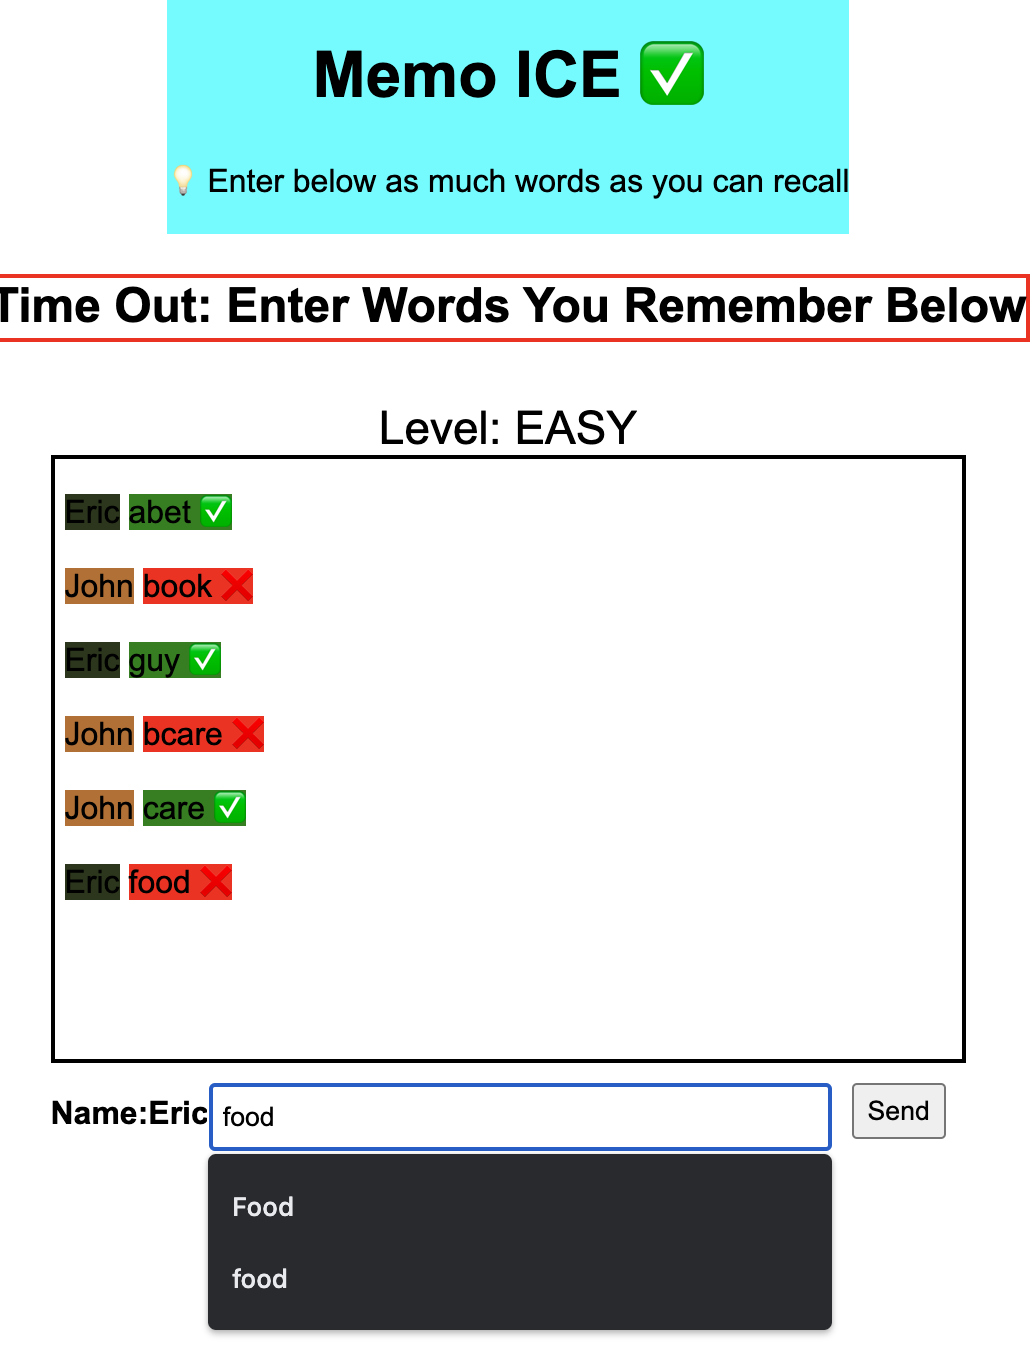 Memo ICE ✅
💡 Enter below as much words as you can recall
Time Out: Enter Words You Remember Below
Level: EASY
Eric abet ✅
John book ❌
Eric guy ✅
John bcare ❌
John care ✅
Eric food ❌
Name:Eric food Send
Food
food